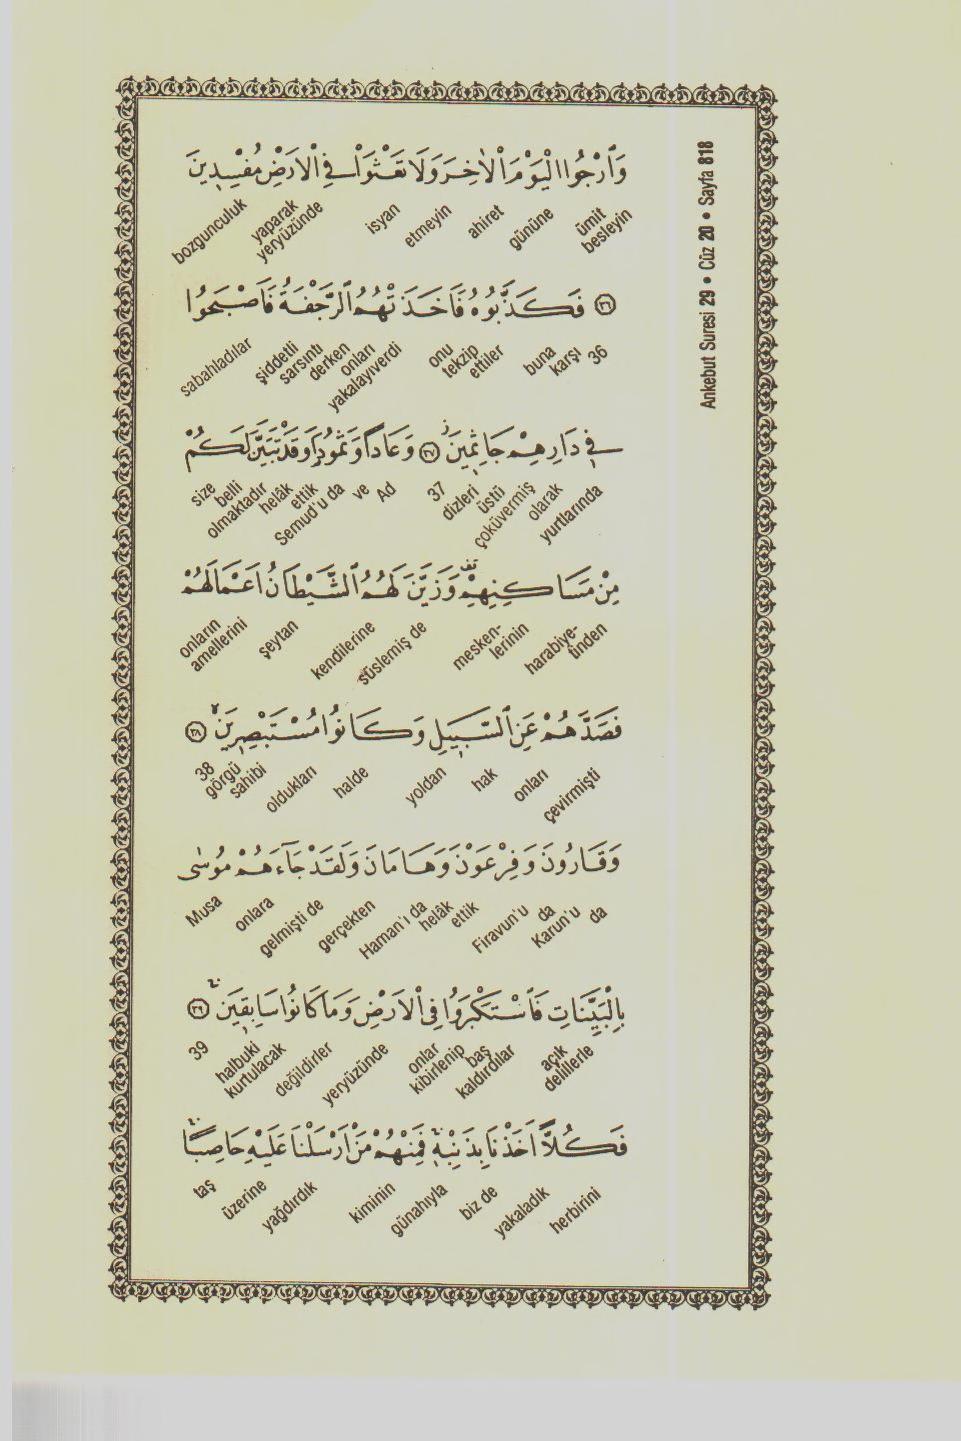 Ankebut Suresi 29 • Cüz 20 • Sayfa 818
وَٱرْجُوا الْيَوْمَ الْاٰخِرَ وَلَا تَعْثَوْا فِي الْاَرْضِ مُفْسِدِينَ
ümit besleyin gününe ahiret etmeyin isyan yeryüzünde yaparak bozgunculuk
﴿٣٦﴾ فَكَذَّبُوهُ فَاَخَذَتْهُمُ الرَّجْفَةُ فَاَصْبَحُوا
36 buna karşı onu tekzip ettiler şiddetli sarsıntı derken onları yakalayıverdi sabahladılar
فِي دَارِهِمْ جَاثِمِينَ ﴿٣٧﴾ وَعَادًا وَثَمُودَا وَقَدْ تَبَيَّنَ لَكُمْ
yurtlarında olarak çoküvermiş üstü dizleri 37 Ad ve Semud'u da helâk ettik belli olmaktadır size
مِنْ مَسَاكِنِهِمْ وَزَيَّنَ لَهُمُ الشَّيْطَانُ اَعْمَالَهُمْ
harabiye-tinden mesken-lerinin süslemiş de kendilerine şeytan onların amellerini
فَصَدَّهُمْ عَنِ السَّبِيلِ وَكَانُوا مُسْتَبْصِرِينَ ﴿٣٨﴾
çevirmişti onları hak yoldan halde oldukları görgü sahibi 38
وَقَارُونَ وَفِرْعَوْنَ وَهَامَانَ وَلَقَدْ جَٓاءَهُمْ مُوسٰى
da Karun'u da Firavun'u Haman'ı da helâk ettik gerçekten gelmişti de onlara Musa
بِالْبَيِّنَاتِ فَاسْتَكْبَرُوا فِي الْاَرْضِ وَمَا كَانُوا سَابِقِينَ ﴿٣٩﴾
açık delillerle onlar kibirlenip baş kaldırdılar yeryüzünde değildirler halbuki kurtulacak 39
فَكُلًّا اَخَذْنَا بِذَنْبِهِ فَمِنْهُمْ مَنْ اَرْسَلْنَا عَلَيْهِ حَاصِبًا
herbirini yakaladık biz de günahıyla kiminin yağdırdık üzerine taş